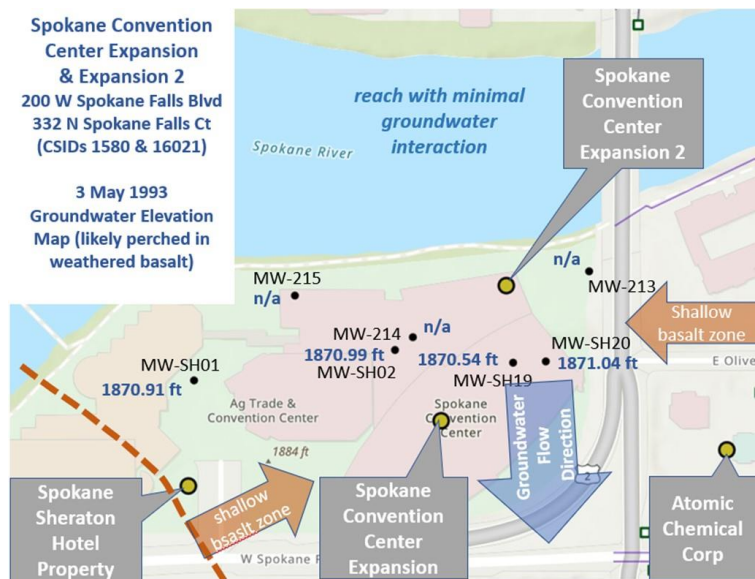 Spokane Convention
Center Expansion
& Expansion 2
200 W Spokane Falls Blvd
332 N Spokane Falls Ct
(CSIDs 1580 & 16021)
3 May 1993
Groundwater Elevation
Map (likely perched in
weathered basalt)
reach with minimal
groundwater
interaction
Spokane River
Spokane
Convention
Center
Expansion 2
MW-215
n/a
n/a
MW-213
MW-214
n/a
1870.99 ft
MW-SH02
1870.54 ft
MW-SH19
MW-SH20
1871.04 ft
Shallow
basalt zone
E Olive
MW-SH01
1870.91 ft
Ag Trade &
Convention Center
Spokane
Convention
Center
1884 ft
Groundwater
Flow
Direction
2
shallow
bsaslt zone
Spokane
Sheraton
Hotel
Property
Spokane
Convention
Center
Expansion
Atomic
Chemical
Corp
W Spokane